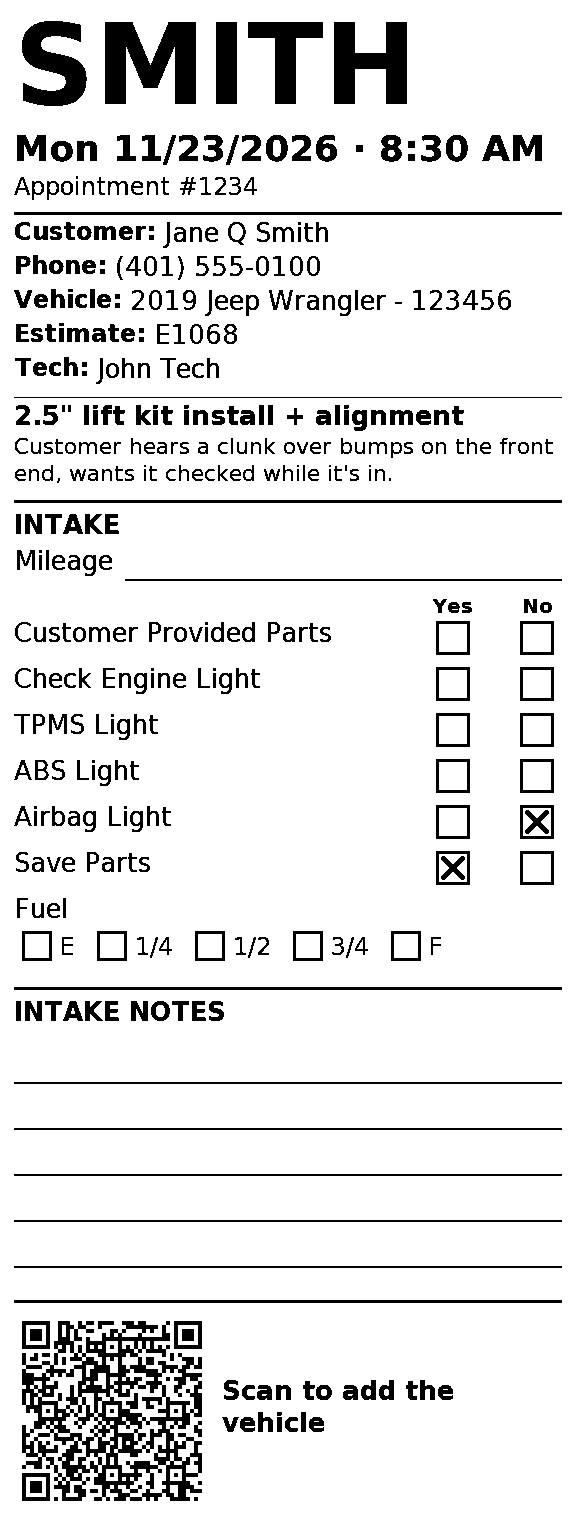 SMITH
Mon 11/23/2026 · 8:30 AM
Appointment #1234
Customer: Jane Q Smith
Phone: (401) 555-0100
Vehicle: 2019 Jeep Wrangler - 123456
Estimate: E1068
Tech: John Tech
2.5" lift kit install + alignment
Customer hears a clunk over bumps on the front
end, wants it checked while it's in.
INTAKE
Mileage
Yes No
Customer Provided Parts
Check Engine Light
TPMS Light
ABS Light
Airbag Light
Save Parts
Fuel
E 1/4 1/2 3/4 F
INTAKE NOTES
Scan to add the
vehicle